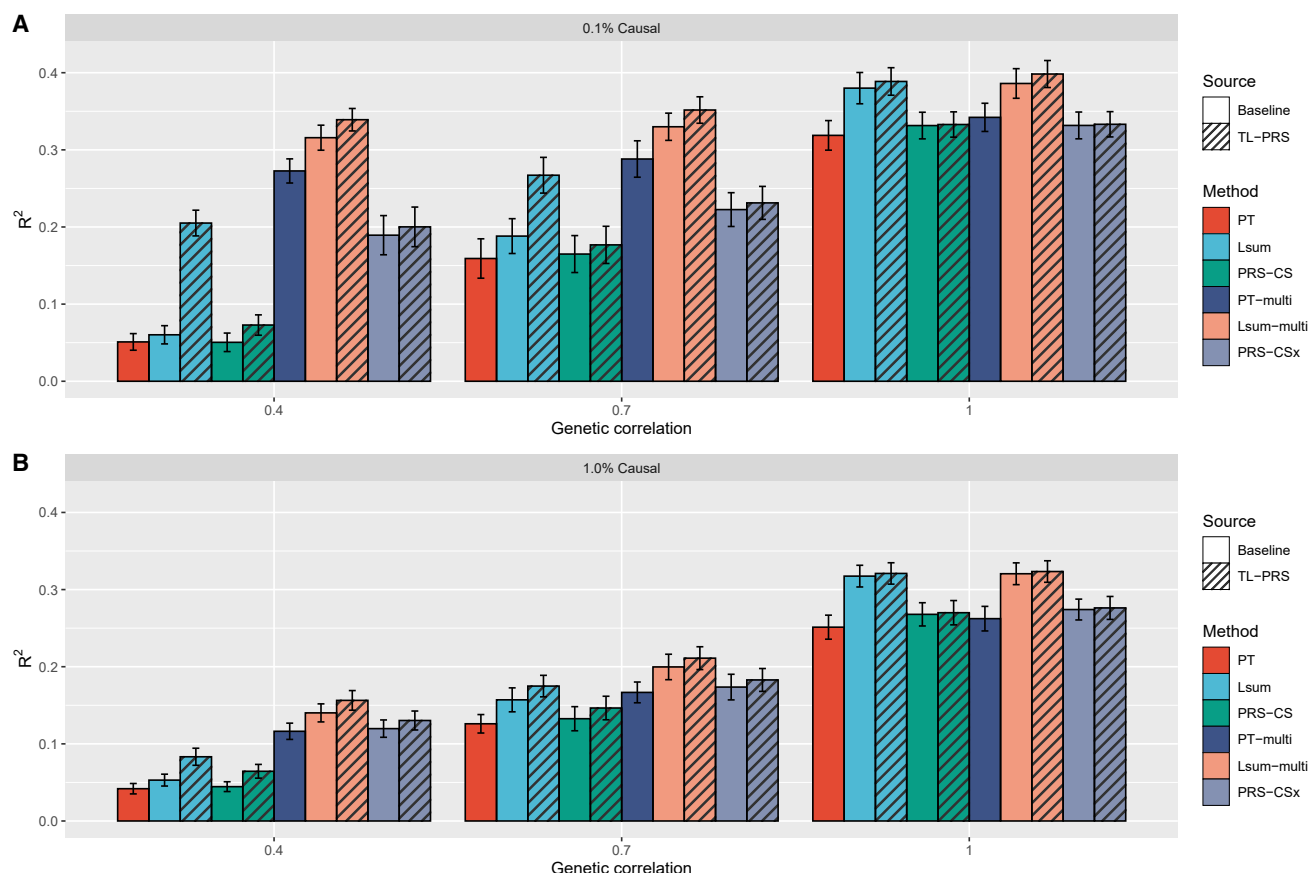 A
0.1% Causal
0.4
0.3
0.2
0.1
0.0
R2
0.4
0.7
1
Genetic correlation
Source
Baseline
TL−PRS
Method
PT
Lsum
PRS−CS
PT−multi
Lsum−multi
PRS−CSx
B
1.0% Causal
0.4
0.3
0.2
0.1
0.0
R2
0.4
0.7
1
Genetic correlation
Source
Baseline
TL−PRS
Method
PT
Lsum
PRS−CS
PT−multi
Lsum−multi
PRS−CSx